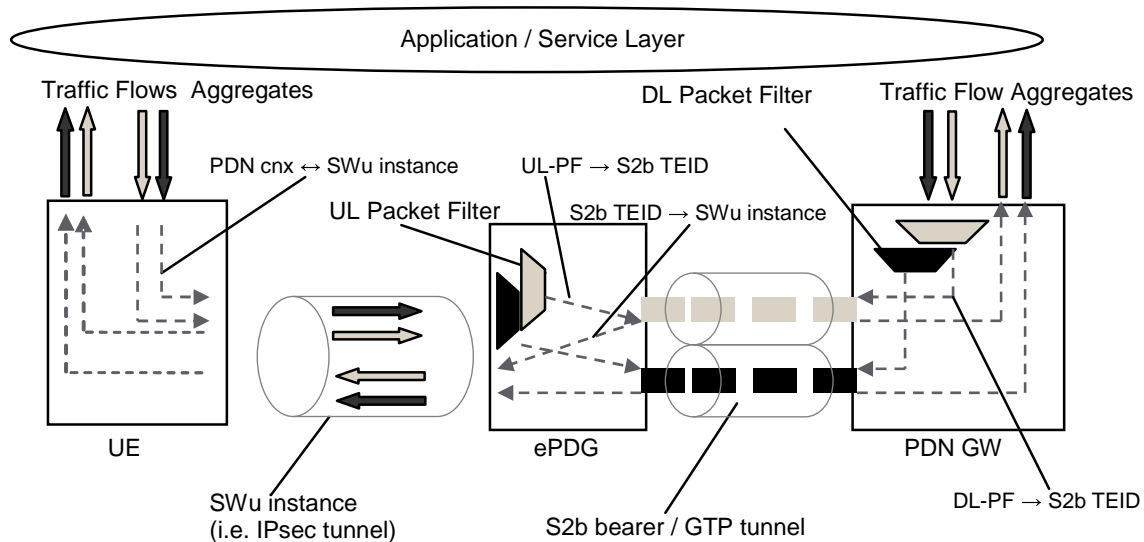 Application / Service Layer
Traffic Flows Aggregates
DL Packet Filter
Traffic Flow Aggregates
PDN cnx ↔ SWu instance
UL-PF → S2b TEID
UL Packet Filter
S2b TEID → SWu instance
UE
ePDG
PDN GW
SWu instance
(i.e. IPsec tunnel)
S2b bearer / GTP tunnel
DL-PF → S2b TEID